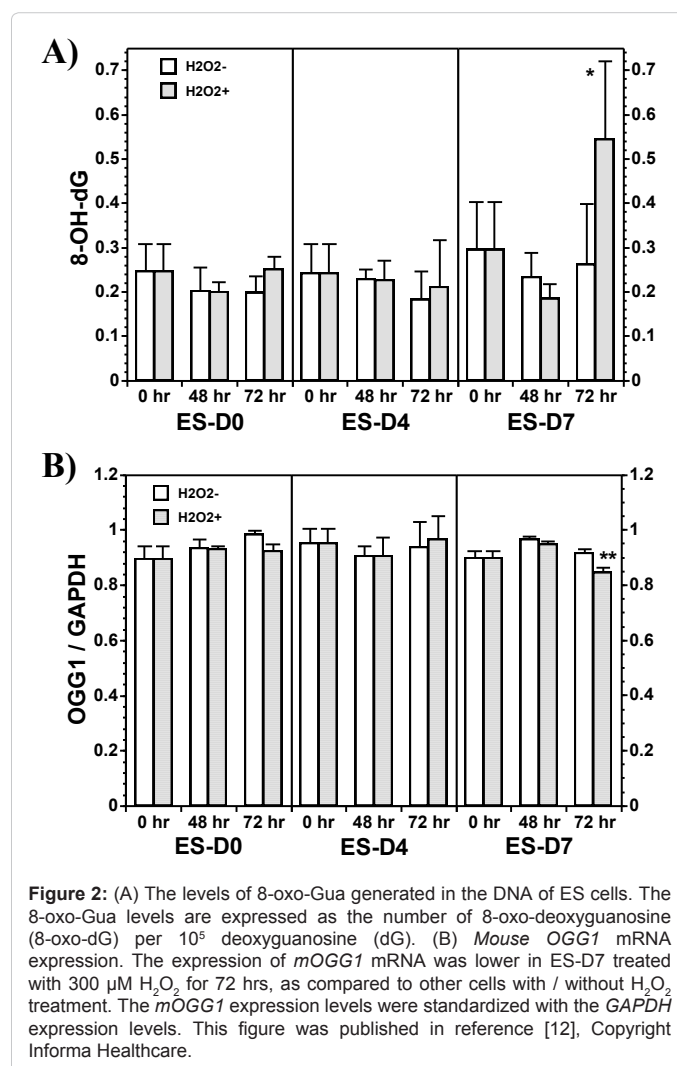 A)
0.7
0.6
0.5
0.4
0.3
0.2
0.1
0
8-OH-dG
H2O2-
H2O2+
*
0.7
0.6
0.5
0.4
0.3
0.2
0.1
0
0 hr 48 hr 72 hr 0 hr 48 hr 72 hr 0 hr 48 hr 72 hr
ES-D0 ES-D4 ES-D7
B)
1.2
1
0.8
0.6
0.4
0.2
0
OGG1 / GAPDH
H2O2-
H2O2+
**
1.2
1
0.8
0.6
0.4
0.2
0
0 hr 48 hr 72 hr 0 hr 48 hr 72 hr 0 hr 48 hr 72 hr
ES-D0 ES-D4 ES-D7
Figure 2: (A) The levels of 8-oxo-Gua generated in the DNA of ES cells. The
8-oxo-Gua levels are expressed as the number of 8-oxo-deoxyguanosine
(8-oxo-dG) per 10⁵ deoxyguanosine (dG). (B) Mouse OGG1 mRNA
expression. The expression of mOGG1 mRNA was lower in ES-D7 treated
with 300 µM H₂O₂ for 72 hrs, as compared to other cells with / without H₂O₂
treatment. The mOGG1 expression levels were standardized with the GAPDH
expression levels. This figure was published in reference [12], Copyright
Informa Healthcare.